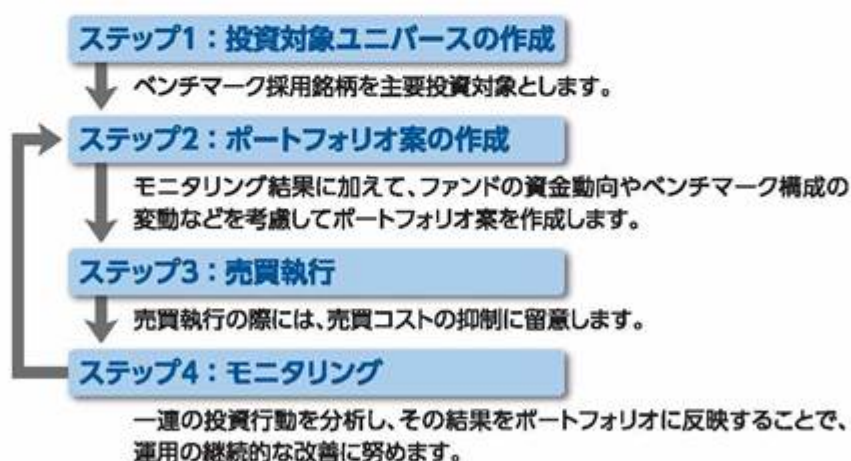 ステップ1：投資対象ユニバースの作成
ベンチマーク採用銘柄を主要投資対象とします。
ステップ2：ポートフォリオ案の作成
モニタリング結果に加えて、ファンドの資金動向やベンチマーク構成の
変動などを考慮してポートフォリオ案を作成します。
ステップ3：売買執行
売買執行の際には、売買コストの抑制に留意します。
ステップ4：モニタリング
一連の投資行動を分析し、その結果をポートフォリオに反映することで、
運用の継続的な改善に努めます。